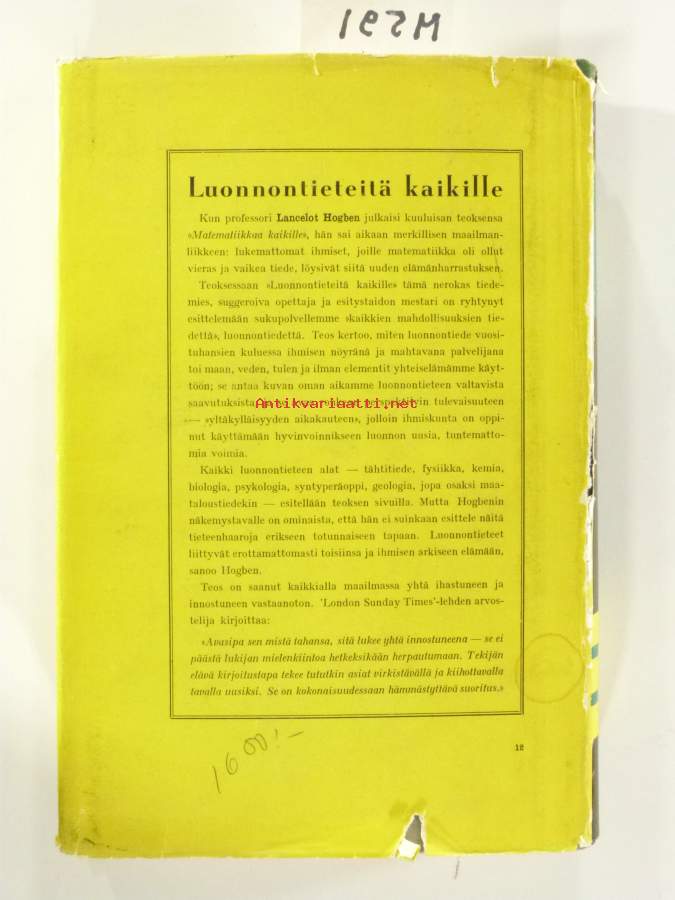 1591M
Luonnontieteitä kaikille
Kun professori Lancelot Hogben julkaisi kuuluisan teoksensa
»Matematiikkaa kaikille», hän sai aikaan merkillisen maailman-
liikkeen: lukemattomat ihmiset, joille matematiikka oli ollut
vieras ja vaikea tiede, löysivät siitä uuden elämänharrastuksen.
Teoksessaan »Luonnontieteitä kaikille» tämä nerokas tiede-
mies, suggeroiva opettaja ja esitystaidon mestari on ryhtynyt
esittelemään sukupolvellemme »kaikkien mahdollisuuksien tie-
dettä», luonnontiedettä. Teos kertoo, miten luonnontiede vuosi-
tuhansien kuluessa ihmisen nöyränä ja mahtavana palvelijana
toi maan, veden, tulen ja ilman elementit yhteiselämämme käyt-
töön; se antaa kuvan oman aikamme luonnontieteen valtavista
saavutuksista
tulevaisuuteen
Antikvariaatti.net
— »yltäkylläisyyden aikakauteen», jolloin ihmiskunta on oppi-
nut käyttämään hyvinvoinnikseen luonnon uusia, tuntematto-
mia voimia.
Kaikki luonnontieteen alat — tähtitiede, fysiikka, kemia,
biologia, psykologia, syntyperäoppi, geologia, jopa osaksi maa-
taloustiedekin — esitellään teoksen sivuilla. Mutta Hogbenin
näkemystavalle on ominaista, että hän ei suinkaan esittele näitä
tieteenhaaroja erikseen totunnaiseen tapaan. Luonnontieteet
liittyvät erottamattomasti toisiinsa ja ihmisen arkiseen elämään,
sanoo Hogben.
Teos on saanut kaikkialla maailmassa yhtä ihastuneen ja
innostuneen vastaanoton. 'London Sunday Times'-lehden arvos-
telija kirjoittaa:
»Avasipa sen mistä tahansa, sitä lukee yhtä innostuneena — se ei
päästä lukijan mielenkiintoa hetkeksikään herpautumaan. Tekijän
elävä kirjoitustapa tekee tututkin asiat virkistävällä ja kiihottavalla
tavalla uusiksi. Se on kokonaisuudessaan hämmästyttävä suoritus.»
12
1600:-